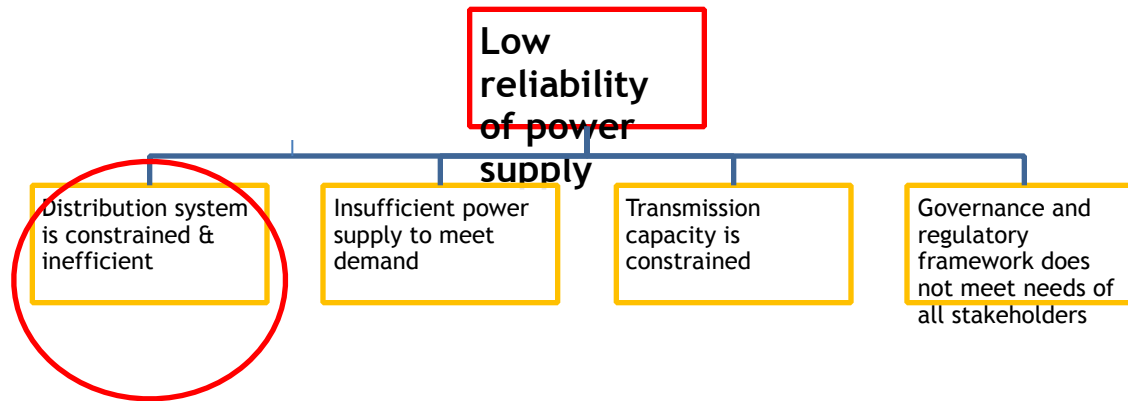 Low
reliability
of power
supply
Distribution system
is constrained &
inefficient
Insufficient power
supply to meet
demand
Transmission
capacity is
constrained
Governance and
regulatory
framework does
not meet needs of
all stakeholders